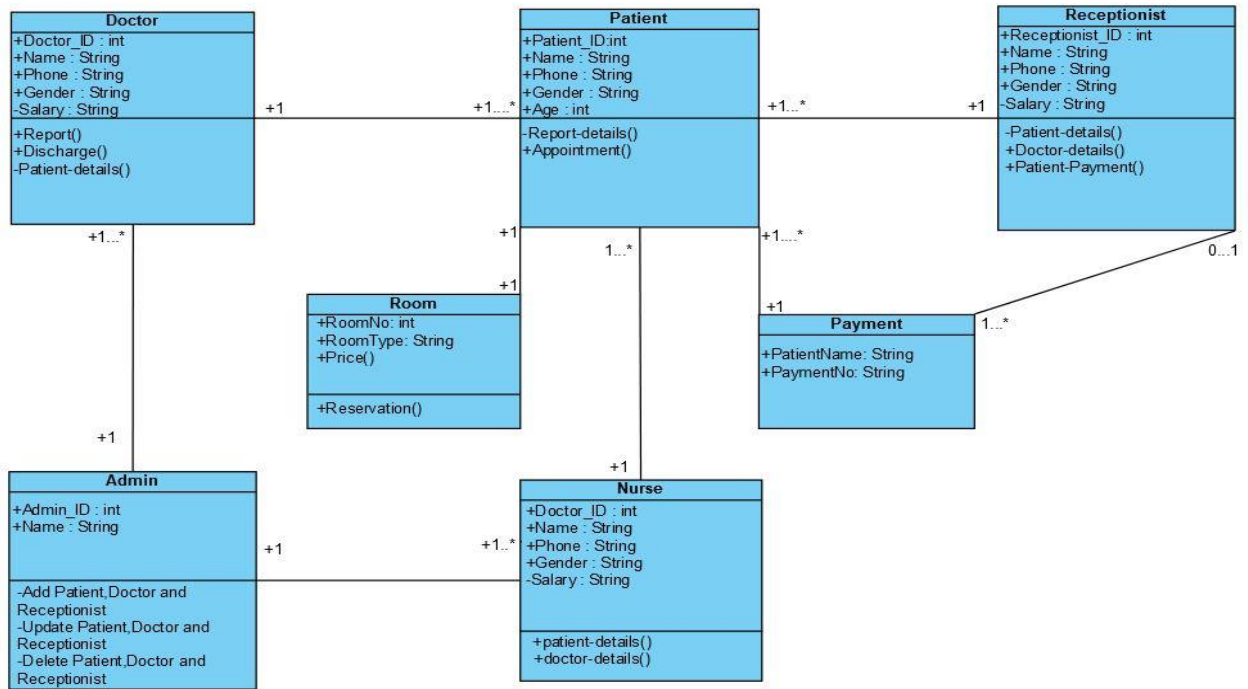 Doctor
+Doctor_ID : int
+Name : String
+Phone : String
+Gender : String
-Salary : String
+Report()
+Discharge()
-Patient-details()
+1
+1....*
Patient
+Patient_ID:int
+Name : String
+Phone : String
+Gender : String
+Age : int
-Report-details()
+Appointment()
+1...*
+1
Receptionist
+Receptionist_ID : int
+Name : String
+Phone : String
+Gender : String
-Salary : String
-Patient-details()
+Doctor-details()
+Patient-Payment()
+1...*
+1
1...*
+1....*
0...1
+1
Room
+RoomNo: int
+RoomType: String
+Price()
+Reservation()
+1
1...*
Payment
+PatientName: String
+PaymentNo: String
+1
+1
Admin
+Admin_ID : int
+Name : String
-Add Patient,Doctor and
Receptionist
-Update Patient,Doctor and
Receptionist
-Delete Patient,Doctor and
Receptionist
+1
+1..*
Nurse
+Doctor_ID : int
+Name : String
+Phone : String
+Gender : String
-Salary : String
+patient-details()
+doctor-details()